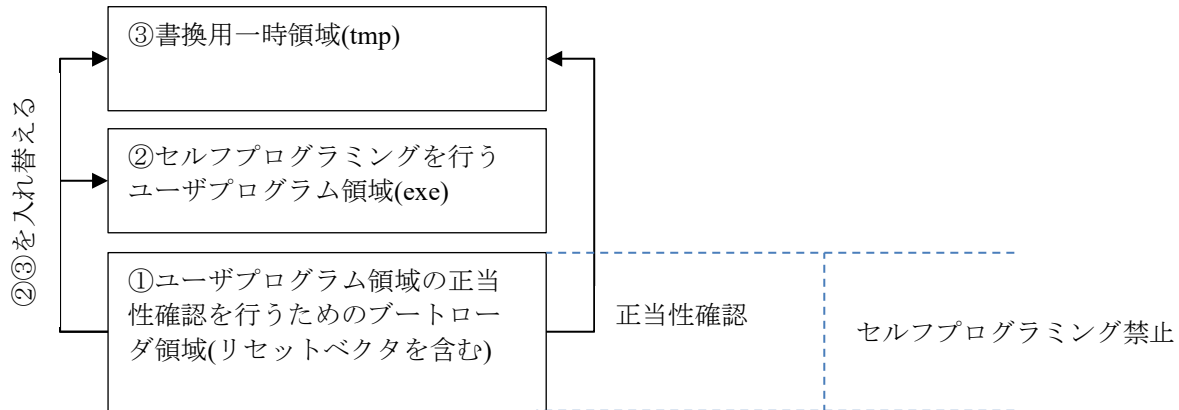 ③書換用一時領域(tmp)
②③を入れ替える
②セルフプログラミングを行う
ユーザプログラム領域(exe)
①ユーザプログラム領域の正当
性確認を行うためのブートロー
ダ領域(リセットベクタを含む)
正当性確認
セルフプログラミング禁止